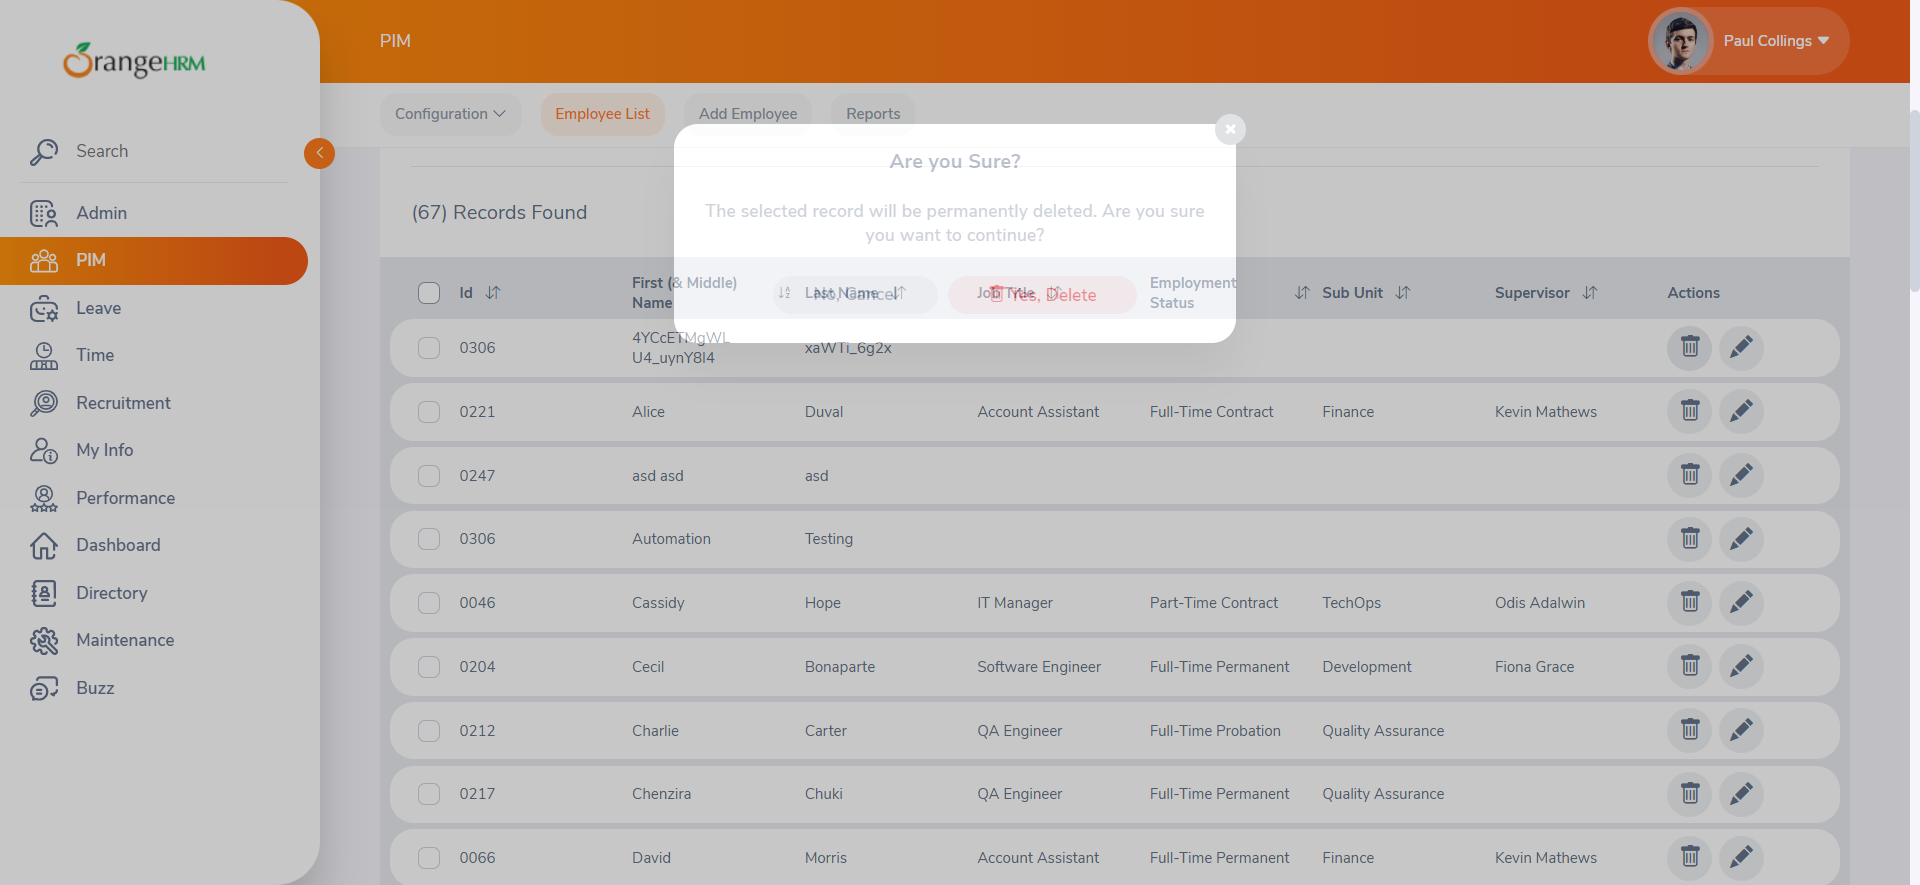 OrangeHRM
PIM
Paul Collings
Configuration
Employee List
Add Employee
Reports
Search
Admin
PIM
Leave
Time
Recruitment
My Info
Performance
Dashboard
Directory
Maintenance
Buzz
Are you Sure?
The selected record will be permanently deleted. Are you sure
you want to continue?
No, Cancel
Yes, Delete
(67) Records Found
Id
First (& Middle)
Name
Last Name
Job Title
Employment
Status
Sub Unit
Supervisor
Actions
0306
4YCcETMgWL
U4_uynY8I4
xaWTi_6g2x
0221 Alice Duval Account Assistant Full-Time Contract Finance Kevin Mathews
0247 asd asd asd
0306 Automation Testing
0046 Cassidy Hope IT Manager Part-Time Contract TechOps Odis Adalwin
0204 Cecil Bonaparte Software Engineer Full-Time Permanent Development Fiona Grace
0212 Charlie Carter QA Engineer Full-Time Probation Quality Assurance
0217 Chenzira Chuki QA Engineer Full-Time Permanent Quality Assurance
0066 David Morris Account Assistant Full-Time Permanent Finance Kevin Mathews